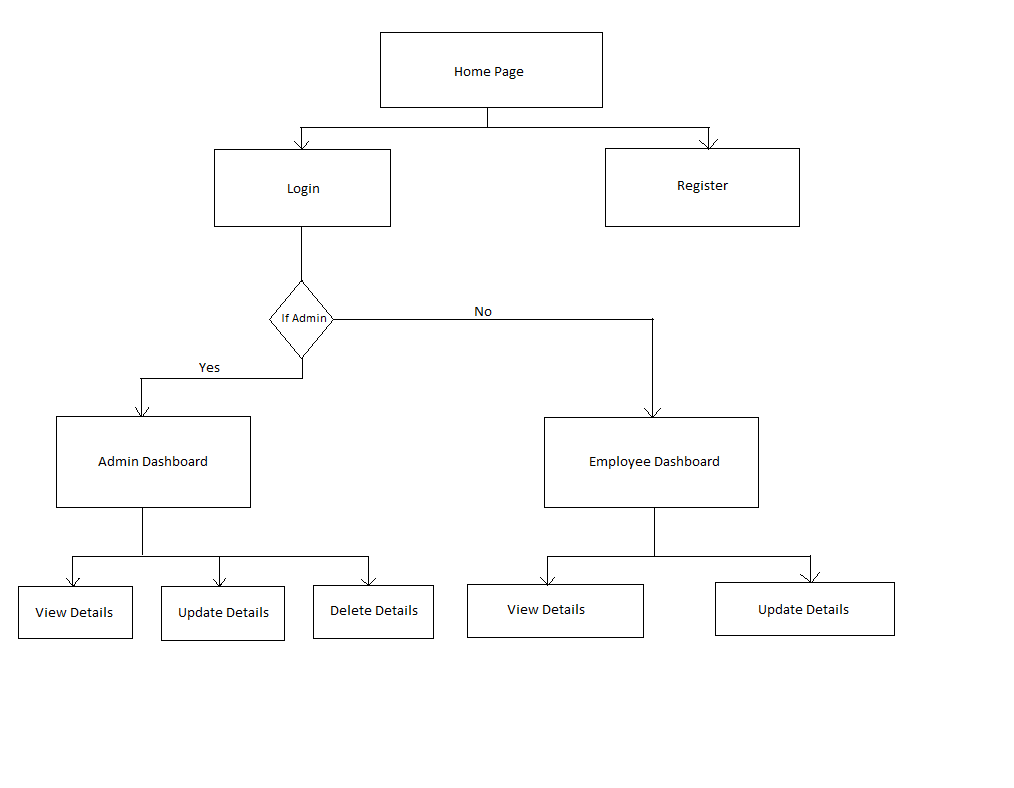 Home Page
Login
Register
If Admin
No
Yes
Admin Dashboard
Employee Dashboard
View Details
Update Details
Delete Details
View Details
Update Details